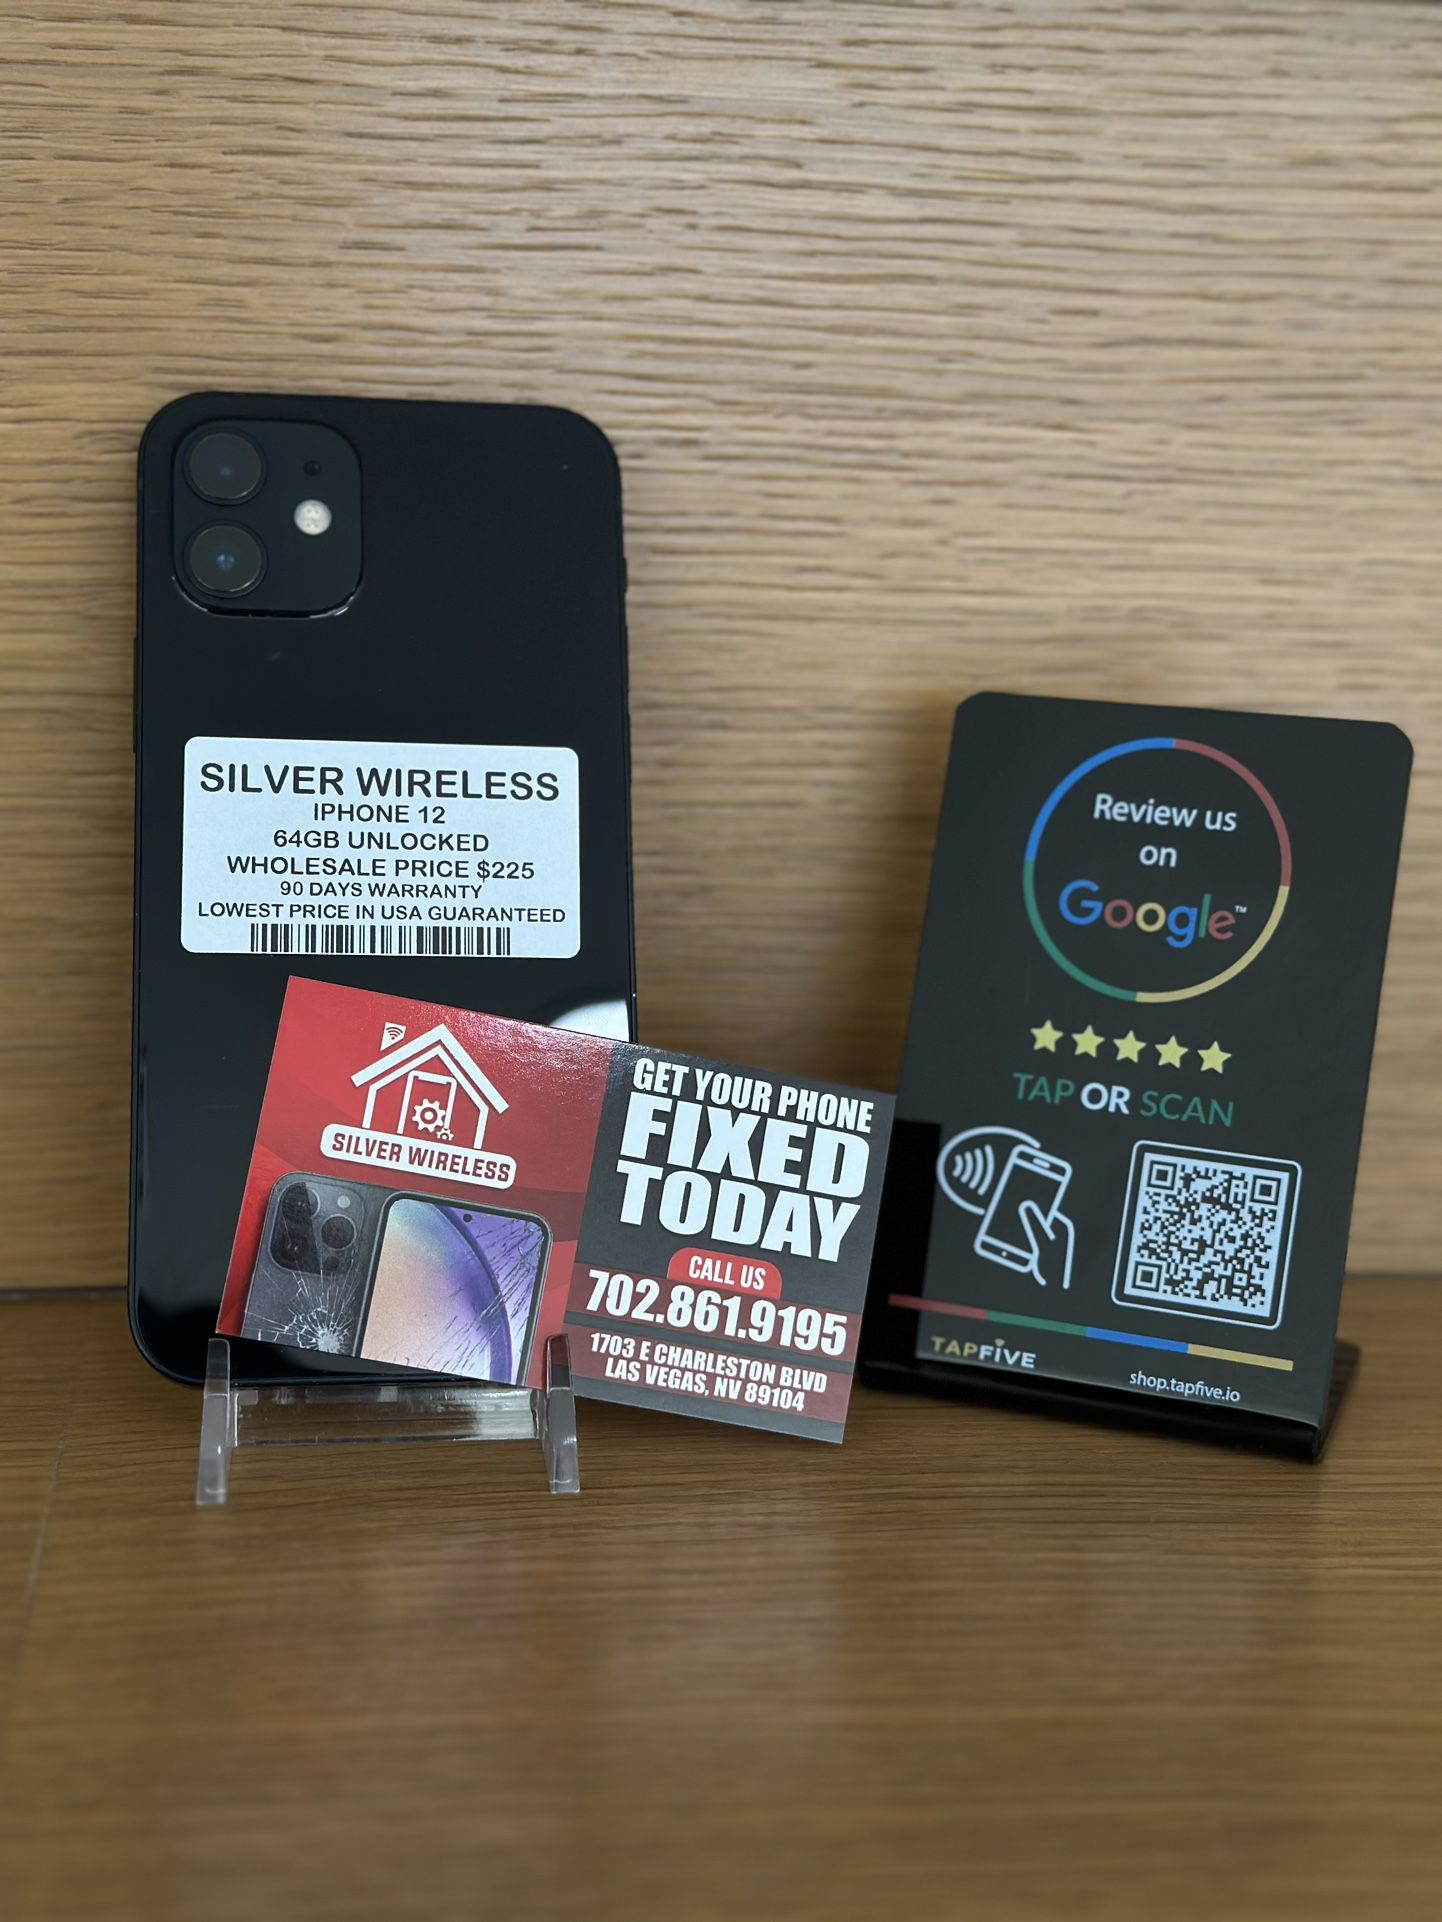 SILVER WIRELESS
IPHONE 12
64GB UNLOCKED
WHOLESALE PRICE $225
90 DAYS WARRANTY
LOWEST PRICE IN USA GUARANTEED
SILVER WIRELESS
GET YOUR PHONE
FIXED
TODAY
CALL US
702.861.9195
1703 E CHARLESTON BLVD
LAS VEGAS, NV 89104
Review us
on
Google™
TAP OR SCAN
TAPFIVE
shop.tapfive.io